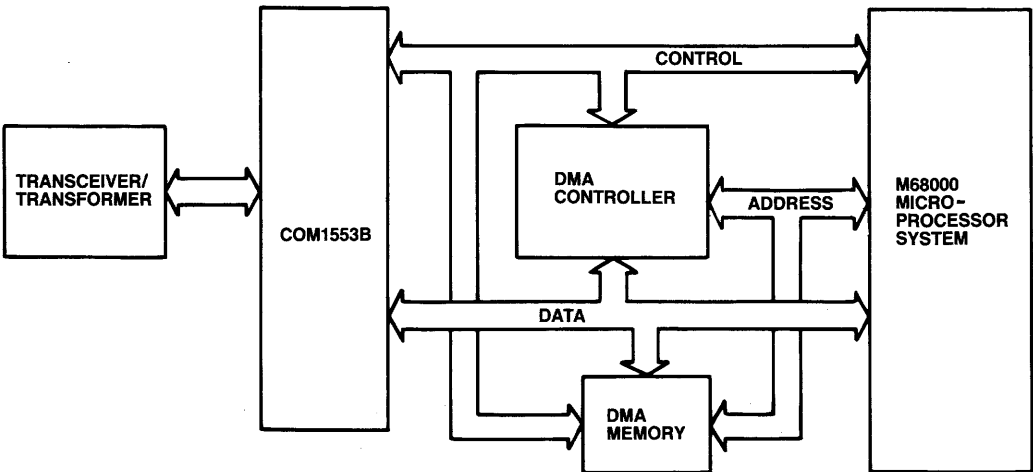 CONTROL
TRANSCEIVER/
TRANSFORMER
COM1553B
DMA
CONTROLLER
ADDRESS
M68000
MICRO-
PROCESSOR
SYSTEM
DATA
DMA
MEMORY